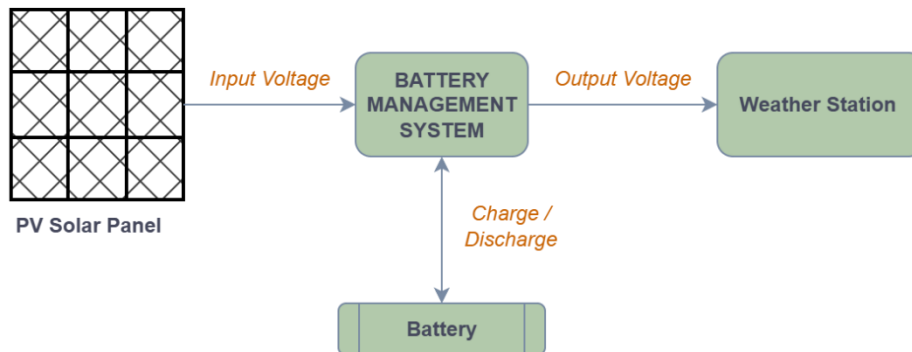 Input Voltage
BATTERY
MANAGEMENT
SYSTEM
Output Voltage
Weather Station
PV Solar Panel
Charge /
Discharge
Battery